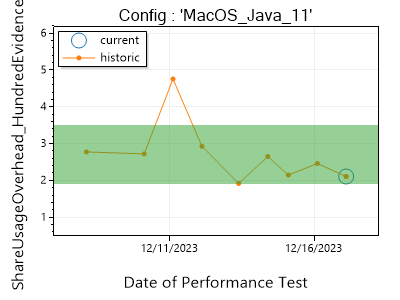 Config : 'MacOS_Java_11'
current
historic
ShareUsageOverhead_HundredEvidence
6
5
4
3
2
1
12/11/2023 12/16/2023
Date of Performance Test